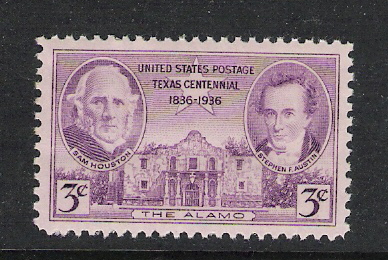 UNITED STATES POSTAGE
TEXAS CENTENNIAL
1836-1936
SAM HOUSTON
STEPHEN F. AUSTIN
3¢
3¢
THE ALAMO